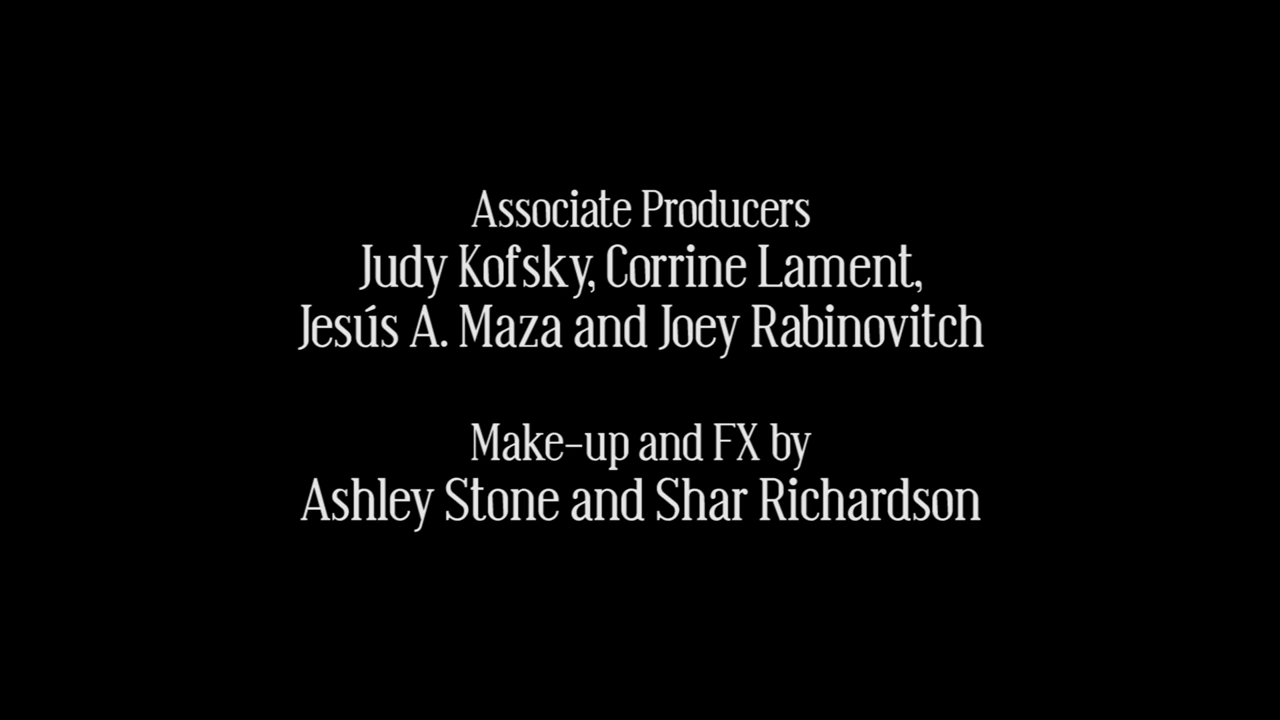 Associate Producers
Judy Kofsky, Corrine Lament,
Jesús A. Maza and Joey Rabinovitch
Make-up and FX by
Ashley Stone and Shar Richardson